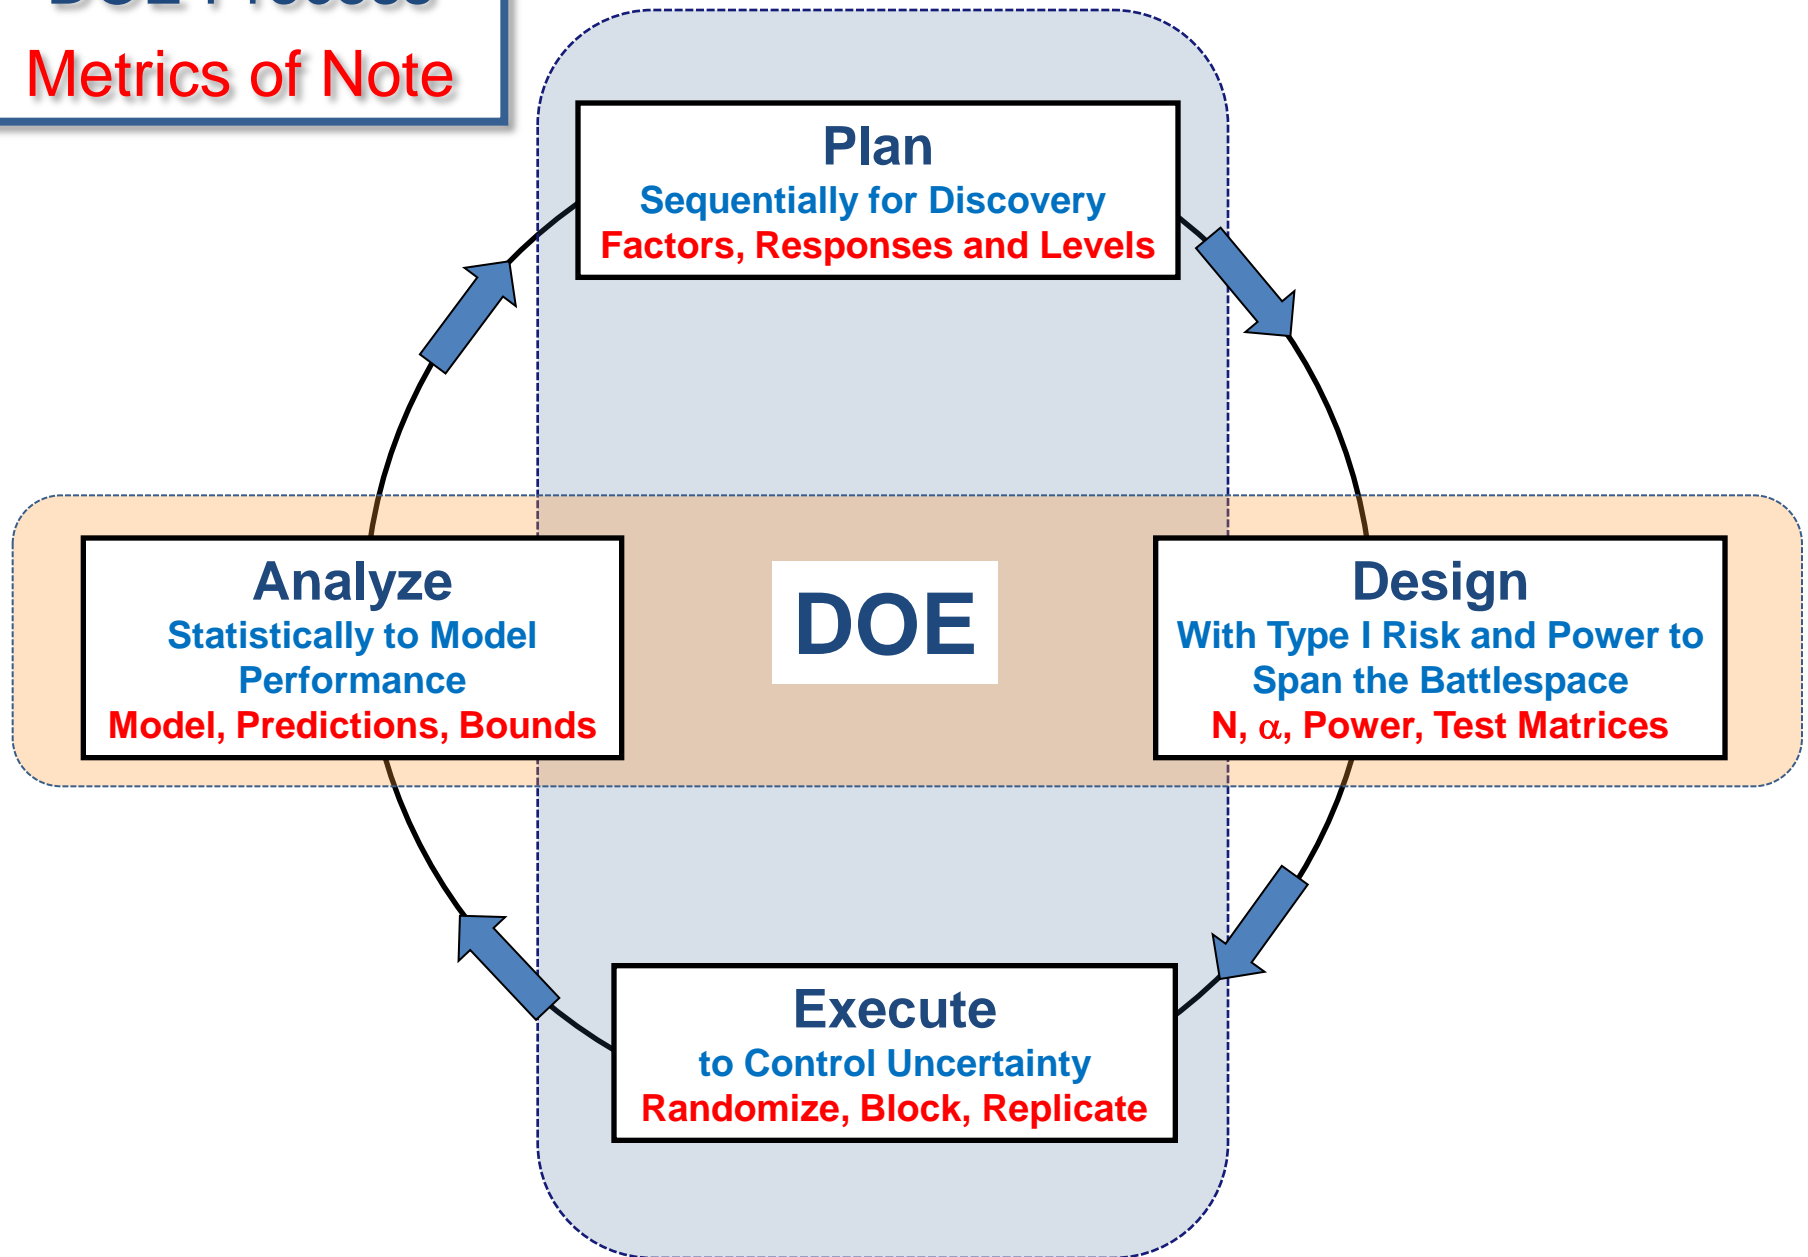 DOE Process
Metrics of Note
Plan
Sequentially for Discovery
Factors, Responses and Levels
Analyze
Statistically to Model
Performance
Model, Predictions, Bounds
DOE
Design
With Type I Risk and Power to
Span the Battlespace
N, α, Power, Test Matrices
Execute
to Control Uncertainty
Randomize, Block, Replicate